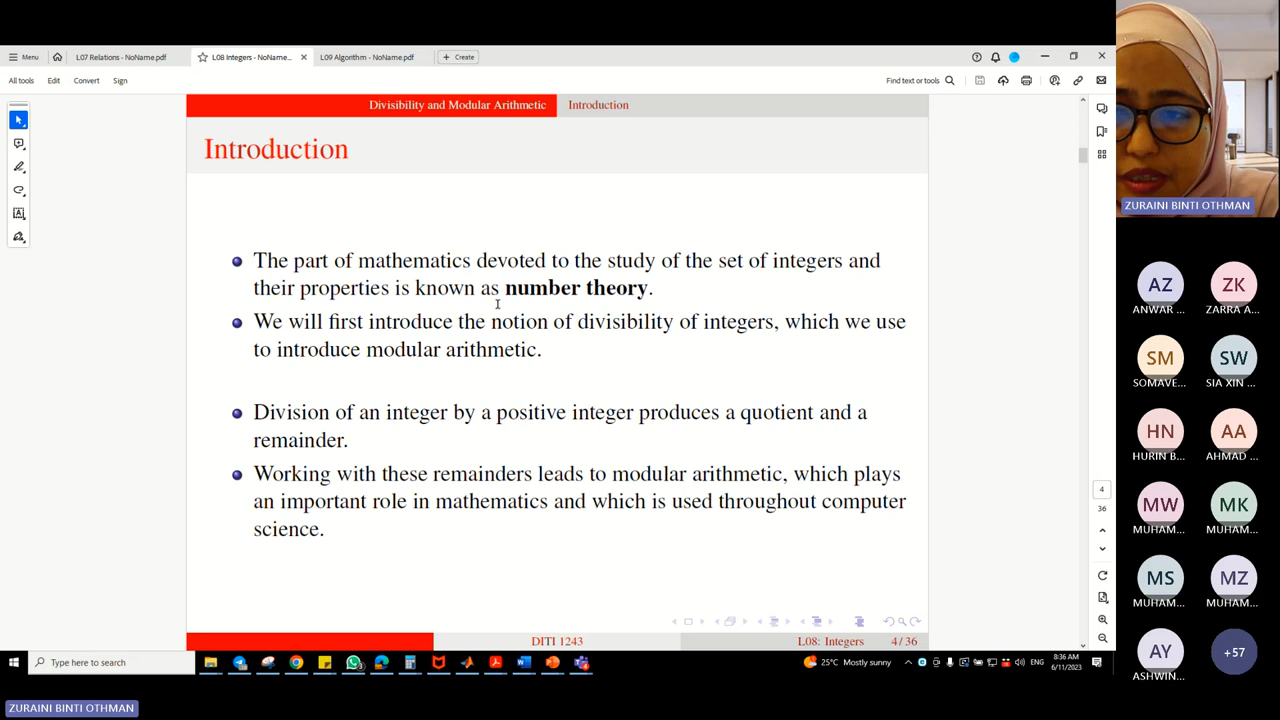 Menu
L07 Relations - NoName.pdf
L08 Integers - NoName...
L09 Algorithm - NoName.pdf
Create
All tools
Edit
Convert
Sign
Find text or tools
Divisibility and Modular Arithmetic
Introduction
Introduction
The part of mathematics devoted to the study of the set of integers and
their properties is known as number theory.
We will first introduce the notion of divisibility of integers, which we use
to introduce modular arithmetic.
Division of an integer by a positive integer produces a quotient and a
remainder.
Working with these remainders leads to modular arithmetic, which plays
an important role in mathematics and which is used throughout computer
science.
DITI 1243
L08: Integers
4 / 36
4
36
Type here to search
25°C Mostly sunny
ENG
8:36 AM
6/11/2023
ZURAINI BINTI OTHMAN
ZURAINI BINTI OTHMAN
AZ
ANWAR ...
ZK
ZARRA A...
SM
SOMAVE...
SW
SIA XIN ...
HN
HURIN B...
AA
AHMAD ...
MW
MUHAM...
MK
MUHAM...
MS
MUHAM...
MZ
MUHAM...
AY
ASHWIN...
+57